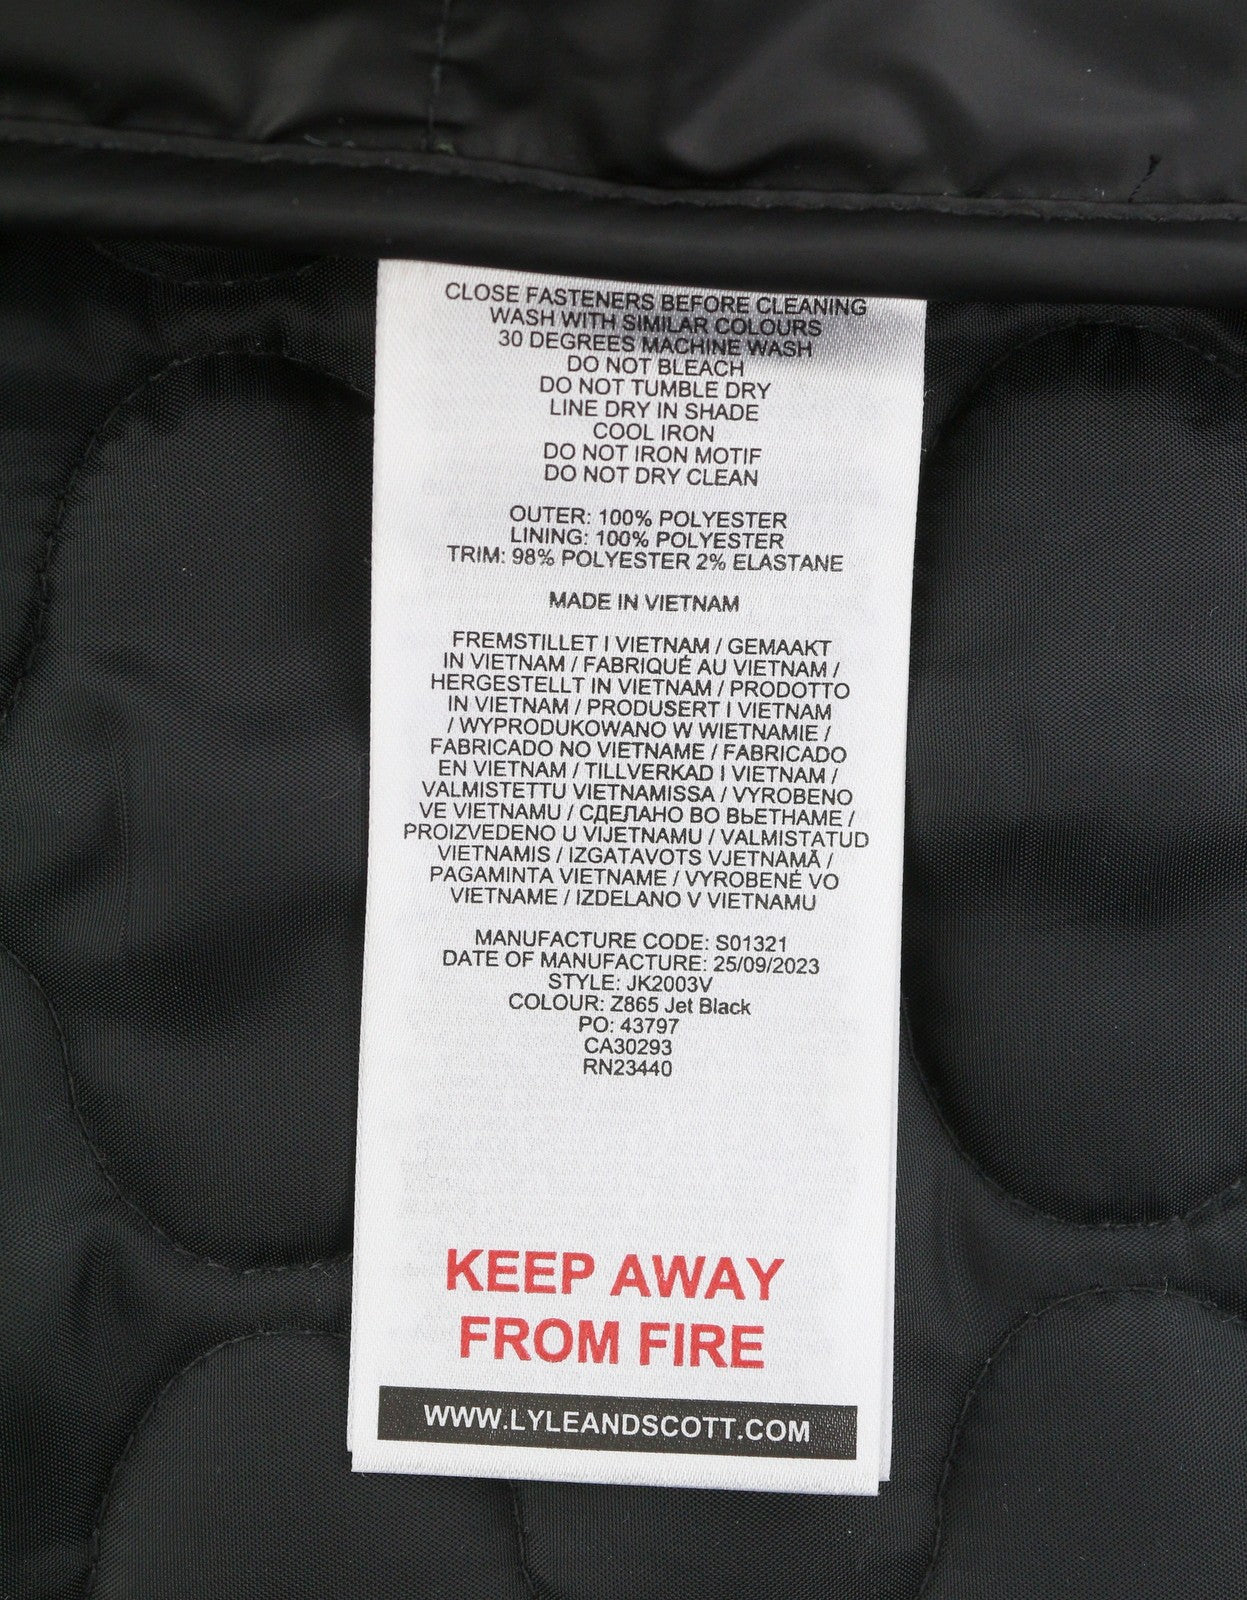 CLOSE FASTENERS BEFORE CLEANING
WASH WITH SIMILAR COLOURS
30 DEGREES MACHINE WASH
DO NOT BLEACH
DO NOT TUMBLE DRY
LINE DRY IN SHADE
COOL IRON
DO NOT IRON MOTIF
DO NOT DRY CLEAN
OUTER: 100% POLYESTER
LINING: 100% POLYESTER
TRIM: 98% POLYESTER 2% ELASTANE
MADE IN VIETNAM
FREMSTILLET I VIETNAM / GEMAAKT
IN VIETNAM / FABRIQUÉ AU VIETNAM /
HERGESTELLT IN VIETNAM / PRODOTTO
IN VIETNAM / PRODUSERT I VIETNAM
/ WYPRODUKOWANO W WIETNAMIE /
FABRICADO NO VIETNAME / FABRICADO
EN VIETNAM / TILLVERKAD I VIETNAM /
VALMISTETTU VIETNAMISSA / VYROBENO
VE VIETNAMU / СДЕЛАНО ВО ВЬЕТНАМЕ /
PROIZVEDENO U VIJETNAMU / VALMISTATUD
VIETNAMIS / IZGATAVOTS VJETNAMĀ /
PAGAMINTA VIETNAME / VYROBENÉ VO
VIETNAME / IZDELANO V VIETNAMU
MANUFACTURE CODE: S01321
DATE OF MANUFACTURE: 25/09/2023
STYLE: JK2003V
COLOUR: Z865 Jet Black
PO: 43797
CA30293
RN23440
KEEP AWAY
FROM FIRE
WWW.LYLEANDSCOTT.COM